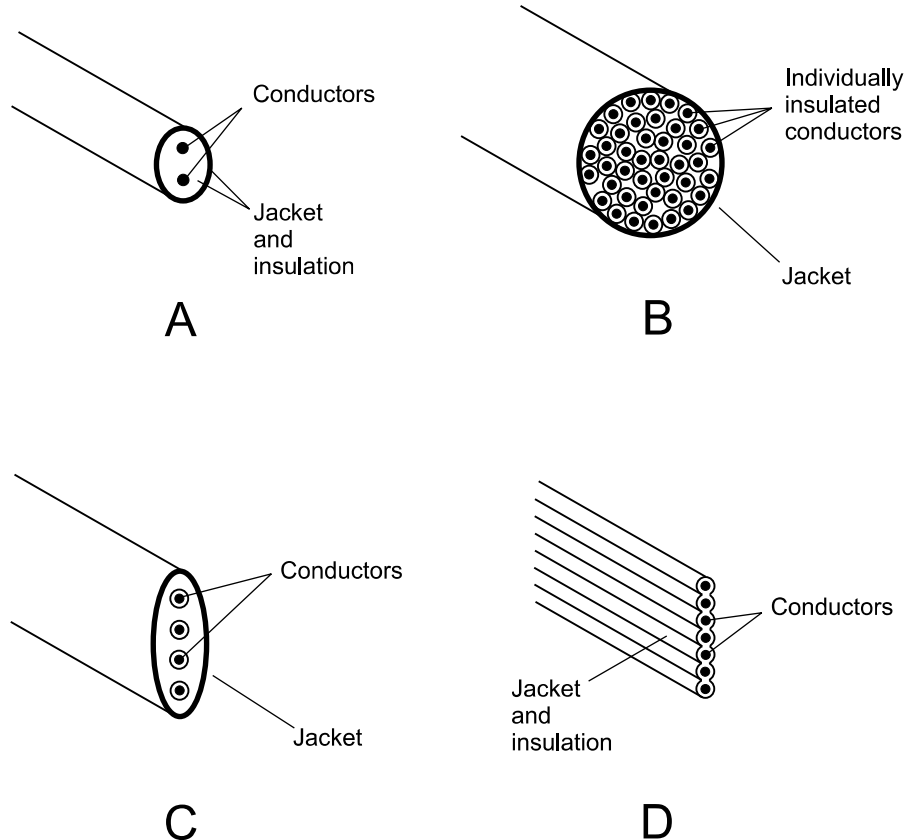 Conductors
Jacket
and
insulation
A
Individually
insulated
conductors
Jacket
B
Conductors
Jacket
C
Conductors
Jacket
and
insulation
D